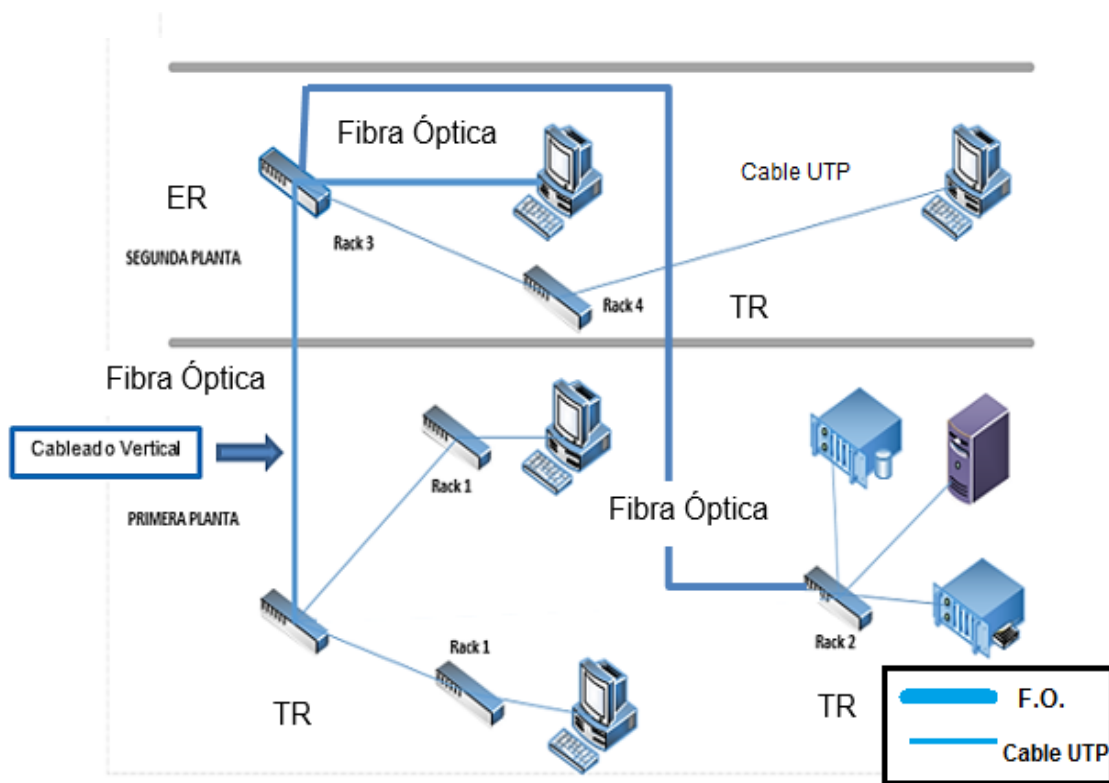 Fibra Óptica
Cable UTP
ER
Rack 3
SEGUNDA PLANTA
Rack 4
TR
Fibra Óptica
Cableado Vertical
Rack 1
PRIMERA PLANTA
Fibra Óptica
Rack 1
Rack 2
TR
TR
F.O.
Cable UTP